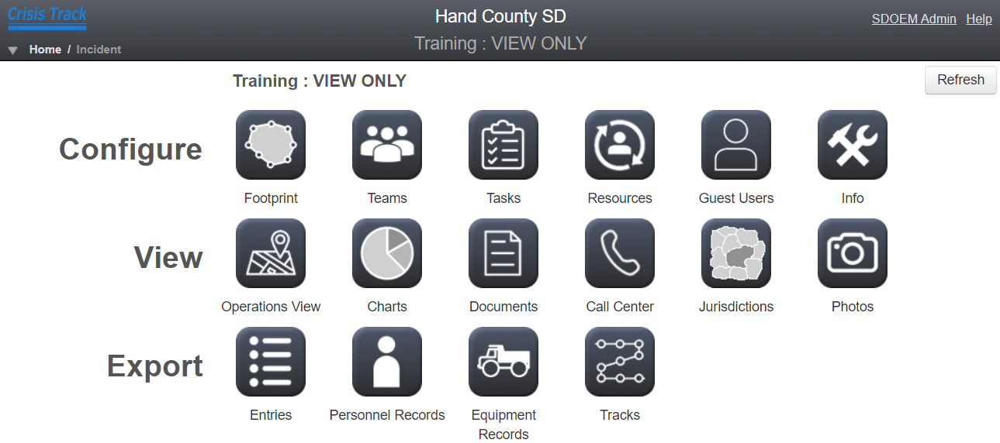 Crisis Track
Hand County SD
SDOEM Admin Help
Training : VIEW ONLY
Home / Incident
Training : VIEW ONLY
Refresh
Configure
Footprint Teams Tasks Resources Guest Users Info
View
Operations View Charts Documents Call Center Jurisdictions Photos
Export
Entries Personnel Records Equipment Tracks
Records